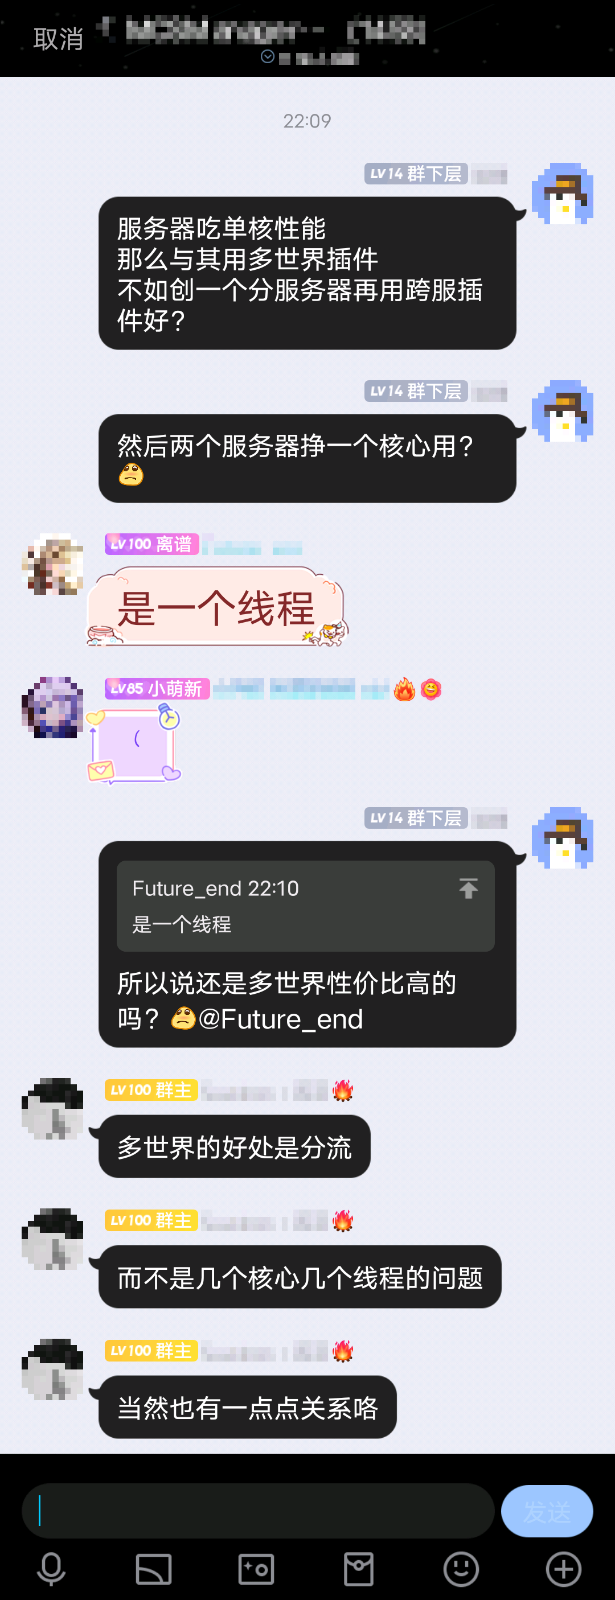 取消
22:09
LV14 群下层
服务器吃单核性能
那么与其用多世界插件
不如创一个分服务器再用跨服插
件好?
LV14 群下层
然后两个服务器挣一个核心用?
LV100 离谱
是一个线程
LV85 小萌新
(
LV14 群下层
Future_end 22:10
是一个线程
所以说还是多世界性价比高的
吗? @Future_end
LV100 群主
多世界的好处是分流
LV100 群主
而不是几个核心几个线程的问题
LV100 群主
当然也有一点点关系咯
发送